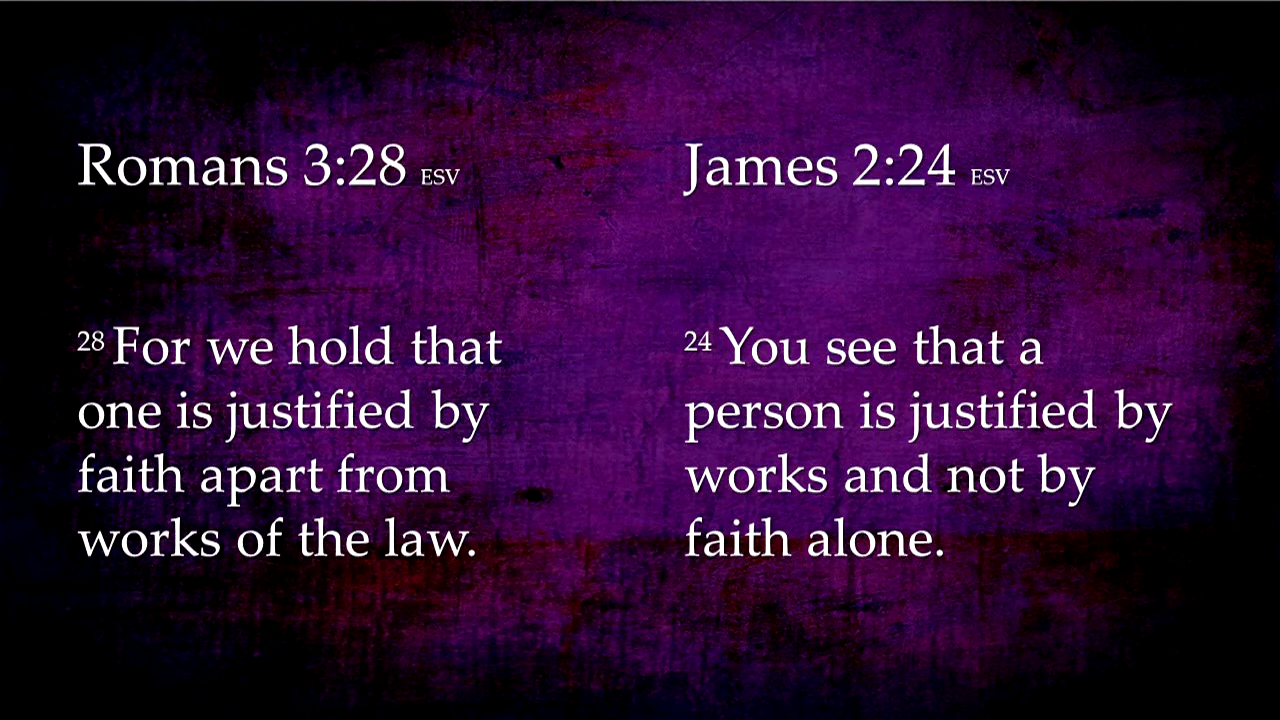 Romans 3:28 ESV
28 For we hold that
one is justified by
faith apart from
works of the law.
James 2:24 ESV
24 You see that a
person is justified by
works and not by
faith alone.